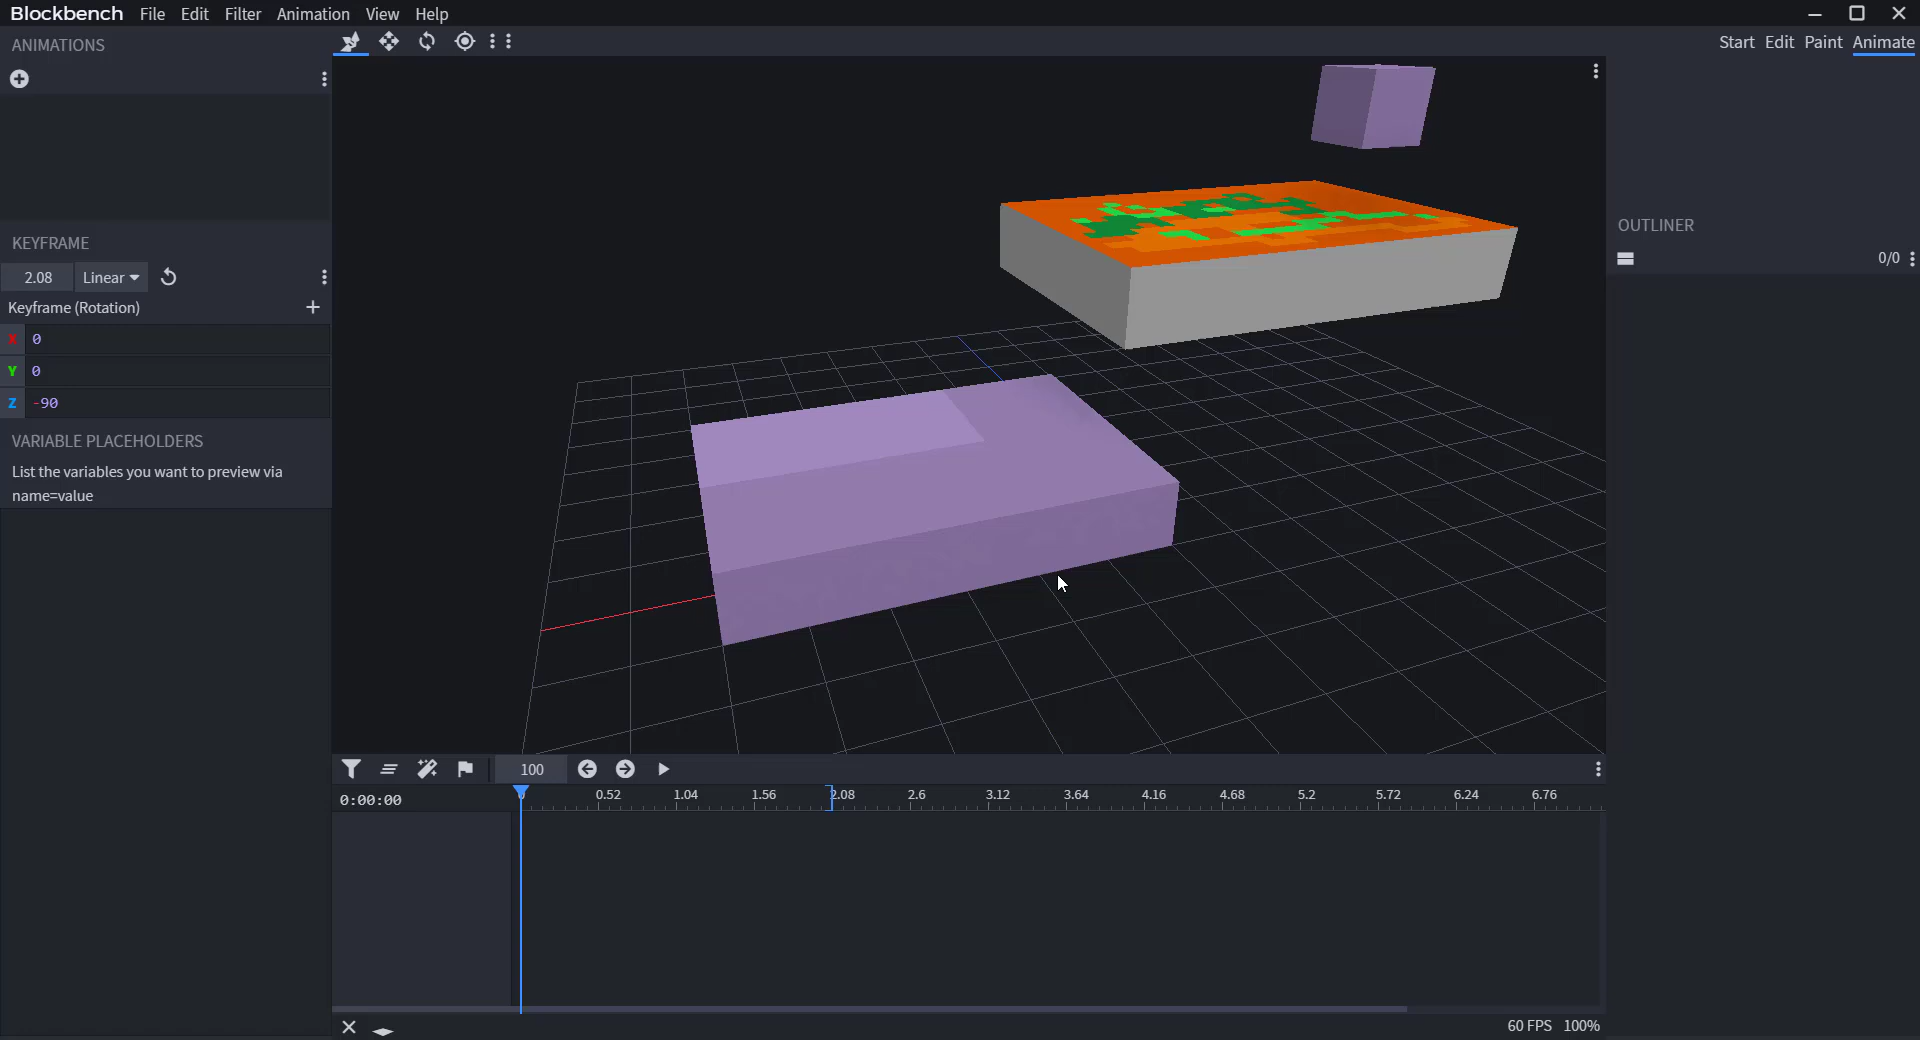 Blockbench File Edit Filter Animation View Help
ANIMATIONS
Start Edit Paint Animate
OUTLINER
0/0
KEYFRAME
2.08 Linear
Keyframe (Rotation)
X 0
Y 0
Z -90
VARIABLE PLACEHOLDERS
List the variables you want to preview via
name=value
100
0:00:00 0 0.52 1.04 1.56 2.08 2.6 3.12 3.64 4.16 4.68 5.2 5.72 6.24 6.76
60 FPS 100%